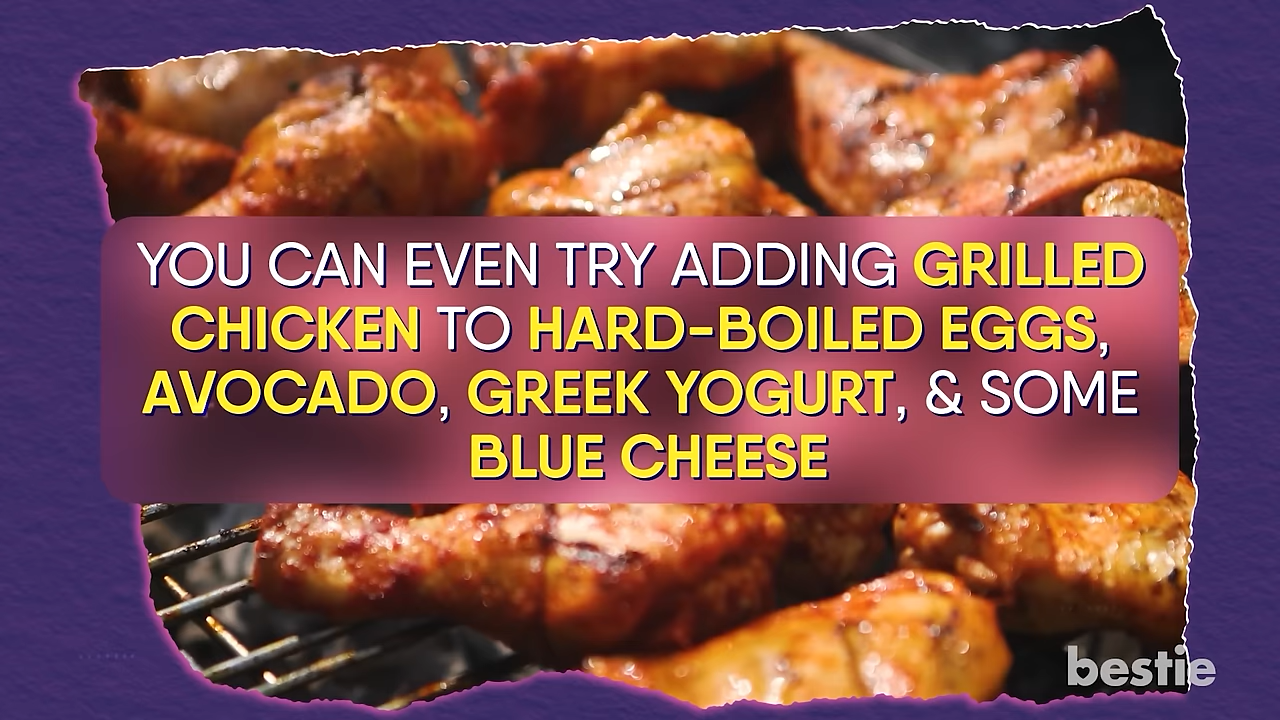 YOU CAN EVEN TRY ADDING GRILLED
CHICKEN TO HARD-BOILED EGGS,
AVOCADO, GREEK YOGURT, & SOME
BLUE CHEESE
bestie